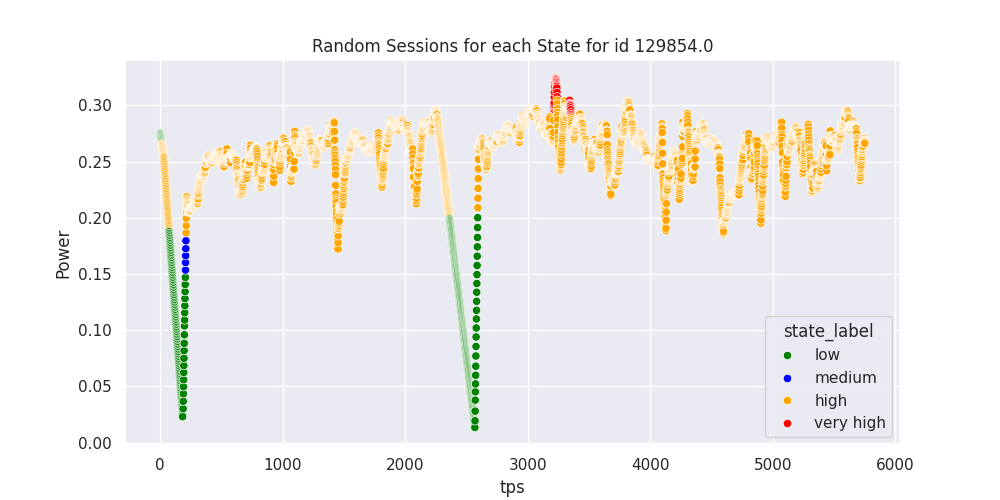 Random Sessions for each State for id 129854.0
Power
0.30
0.25
0.20
0.15
0.10
0.05
0.00
0
1000
2000
3000
4000
5000
6000
tps
state_label
low
medium
high
very high